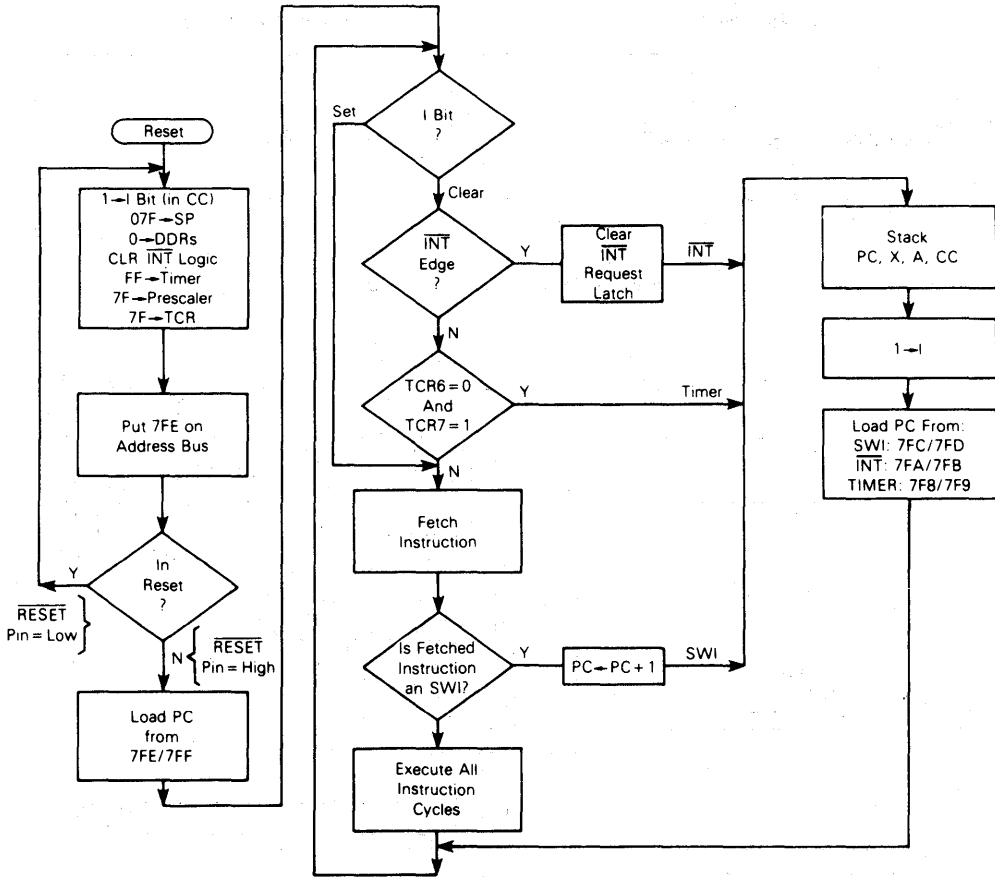 Reset
1→I Bit (in CC)
07F→SP
0→DDRs
CLR INT Logic
FF→Timer
7F→Prescaler
7F→TCR
Put 7FE on
Address Bus
In
Reset
?
Y
RESET
Pin = Low
N
RESET
Pin = High
Load PC
from
7FE/7FF
I Bit
?
Set
Clear
INT
Edge
?
Y
Clear
INT
Request
Latch
INT
N
TCR6 = 0
And
TCR7 = 1
Y
Timer
N
Fetch
Instruction
Is Fetched
Instruction
an SWI?
Y
PC←PC + 1
SWI
Execute All
Instruction
Cycles
Stack
PC, X, A, CC
1→I
Load PC From:
SWI: 7FC/7FD
INT: 7FA/7FB
TIMER: 7F8/7F9